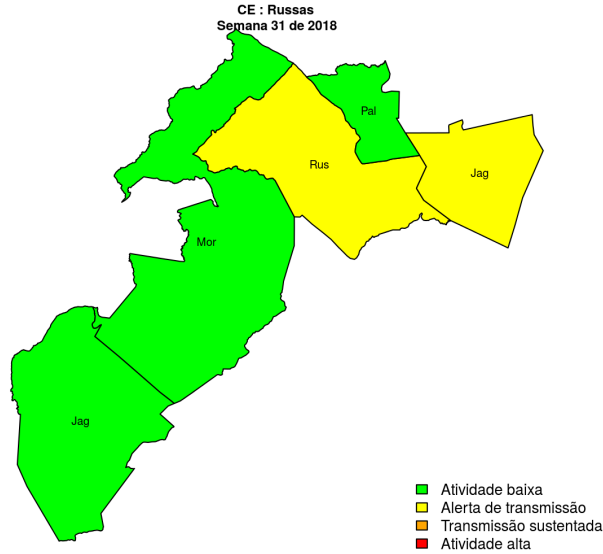 CE : Russas
Semana 31 de 2018
Pal
Rus
Jag
Mor
Jag
Atividade baixa
Alerta de transmissão
Transmissão sustentada
Atividade alta